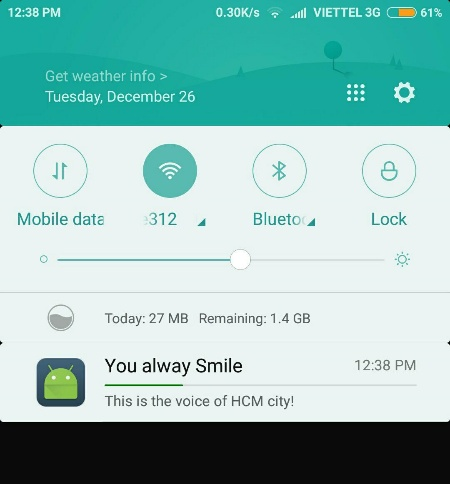 12:38 PM 0.30K/s VIETTEL 3G 61%
Get weather info >
Tuesday, December 26
Mobile data e312 Bluetoo Lock
Today: 27 MB Remaining: 1.4 GB
You alway Smile 12:38 PM
This is the voice of HCM city!